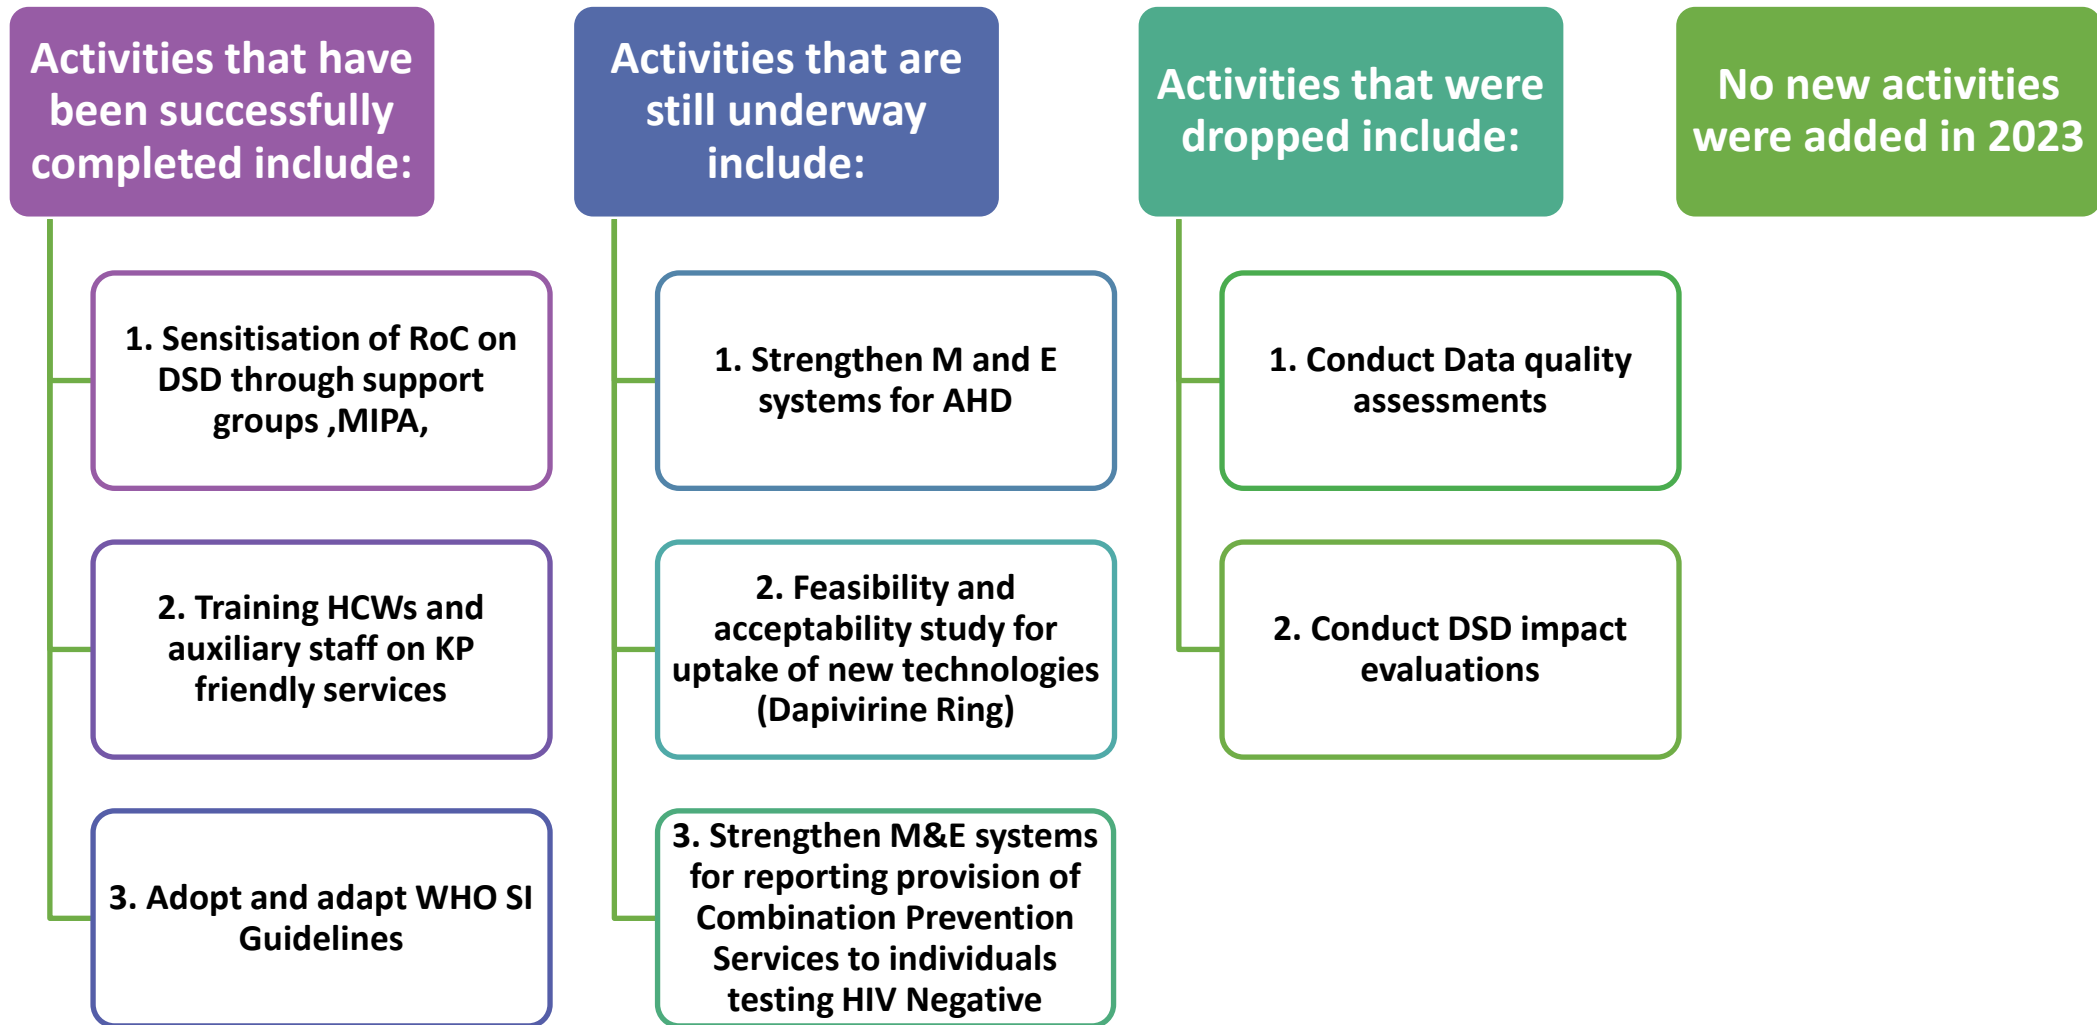 Activities that have
been successfully
completed include:
1. Sensitisation of RoC on
DSD through support
groups ,MIPA,
2. Training HCWs and
auxiliary staff on KP
friendly services
3. Adopt and adapt WHO SI
Guidelines
Activities that are
still underway
include:
1. Strengthen M and E
systems for AHD
2. Feasibility and
acceptability study for
uptake of new technologies
(Dapivirine Ring)
3. Strengthen M&E systems
for reporting provision of
Combination Prevention
Services to individuals
testing HIV Negative
Activities that were
dropped include:
1. Conduct Data quality
assessments
2. Conduct DSD impact
evaluations
No new activities
were added in 2023